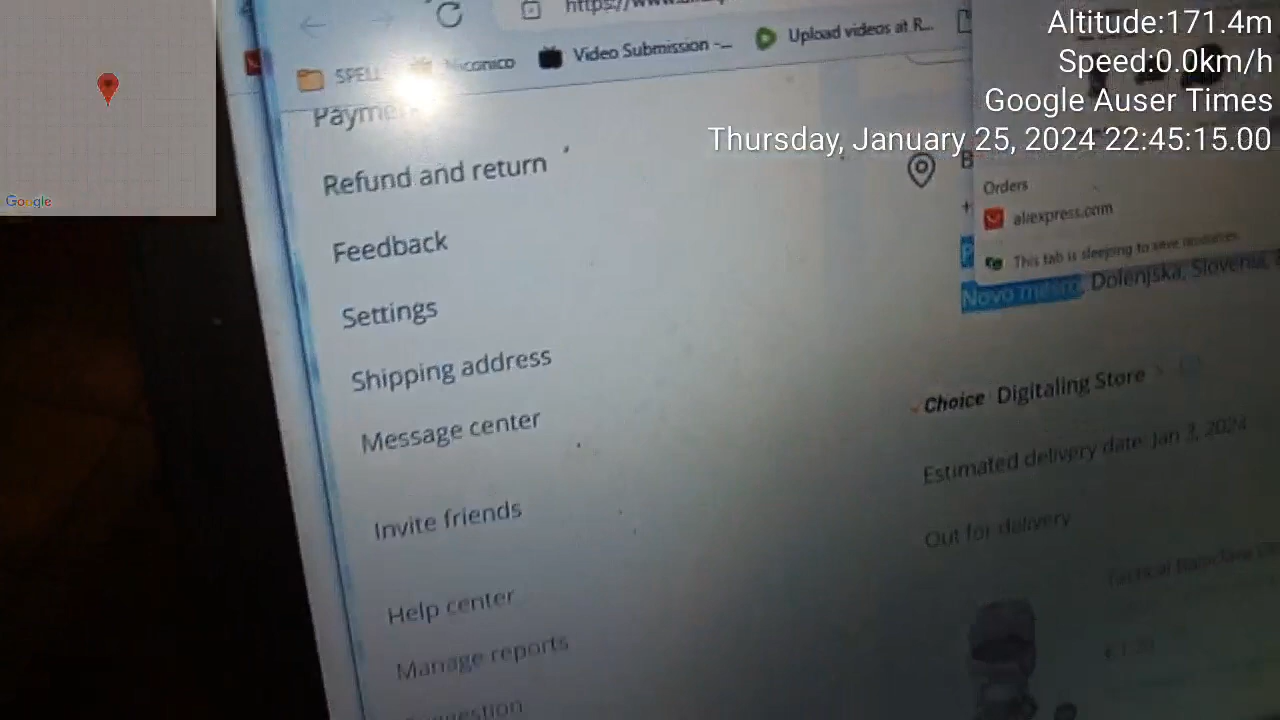 Altitude:171.4m
Speed:0.0km/h
Google Auser Times
Thursday, January 25, 2024 22:45:15.00
Google
https://www.
SPELL
Niconico
Video Submission -...
Upload videos at R...
Payme
Refund and return
Feedback
Settings
Shipping address
Message center
Invite friends
Help center
Manage reports
B
+
P
Orders
aliexpress.com
This tab is sleeping to save resources
Novo mesto, Dolenjska, Slovenia,
Choice Digitaling Store >
Estimated delivery date: Jan 3, 2024
Out for delivery
Tactical Balaclava